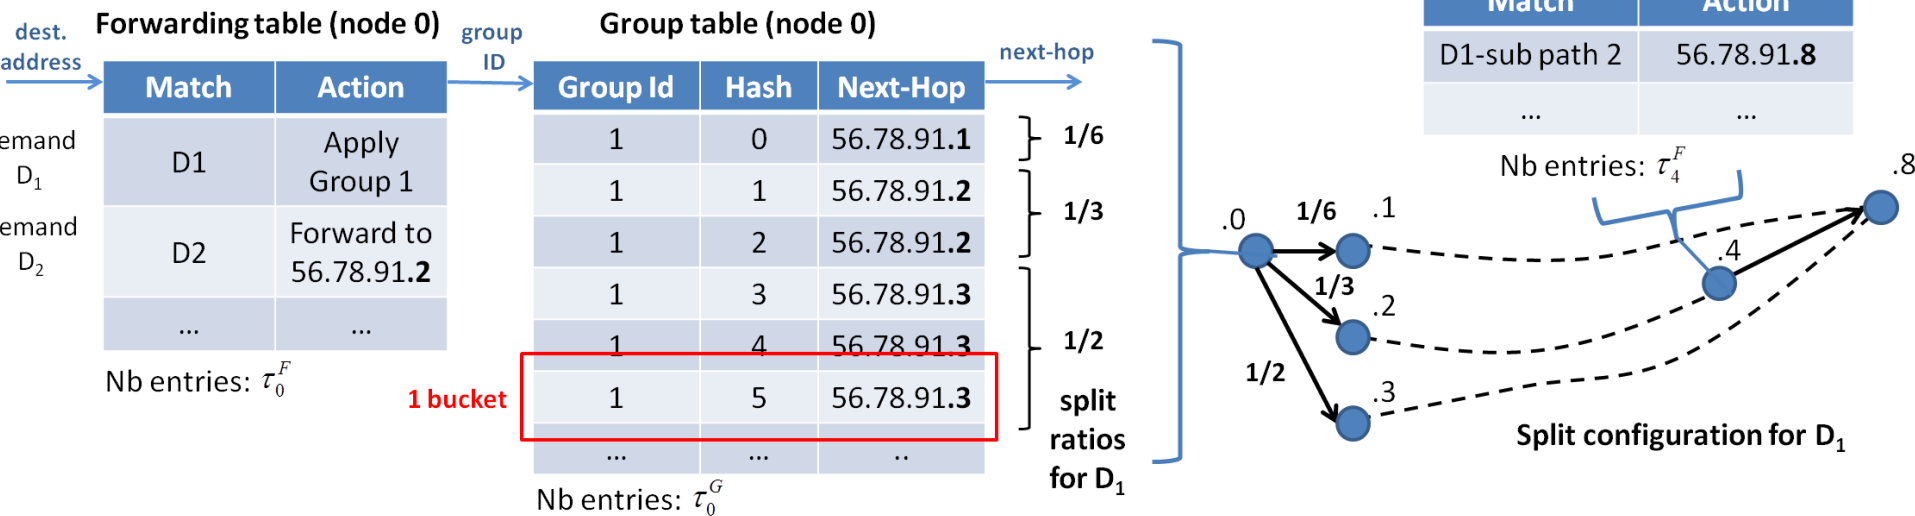 Forwarding table (node 0)
Group table (node 0)
Match Action
dest.
address
group
ID
next-hop
Match Action
D1 Apply
Group 1
D2 Forward to
56.78.91.2
... ...
Nb entries: τ₀ᶠ
emand
D₁
emand
D₂
Group Id Hash Next-Hop
1 0 56.78.91.1
1 1 56.78.91.2
1 2 56.78.91.2
1 3 56.78.91.3
1 4 56.78.91.3
1 5 56.78.91.3
... ... ..
Nb entries: τ₀ᴳ
1 bucket
1/6
1/3
1/2
split
ratios
for D₁
D1-sub path 2 56.78.91.8
... ...
Nb entries: τ₄ᶠ
.0
1/6
.1
1/3
.2
1/2
.3
.4
.8
Split configuration for D₁